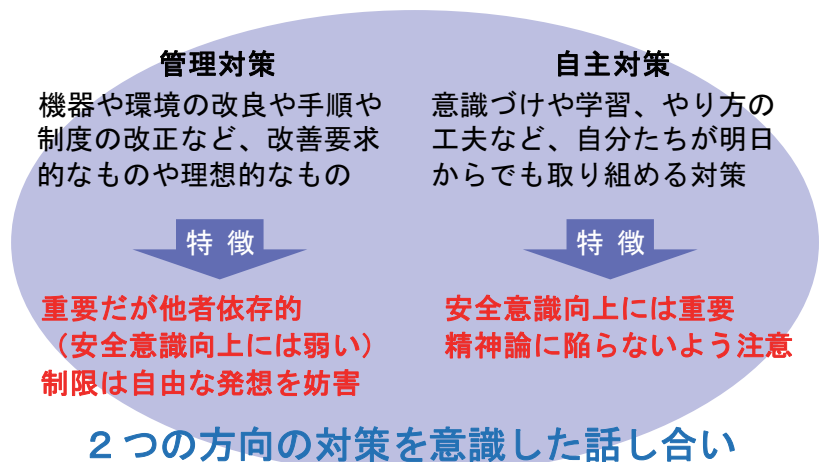 管理対策
機器や環境の改良や手順や
制度の改正など、改善要求
的なものや理想的なもの
特 徴
重要だが他者依存的
（安全意識向上には弱い）
制限は自由な発想を妨害
自主対策
意識づけや学習、やり方の
工夫など、自分たちが明日
からでも取り組める対策
特 徴
安全意識向上には重要
精神論に陥らないよう注意
２つの方向の対策を意識した話し合い